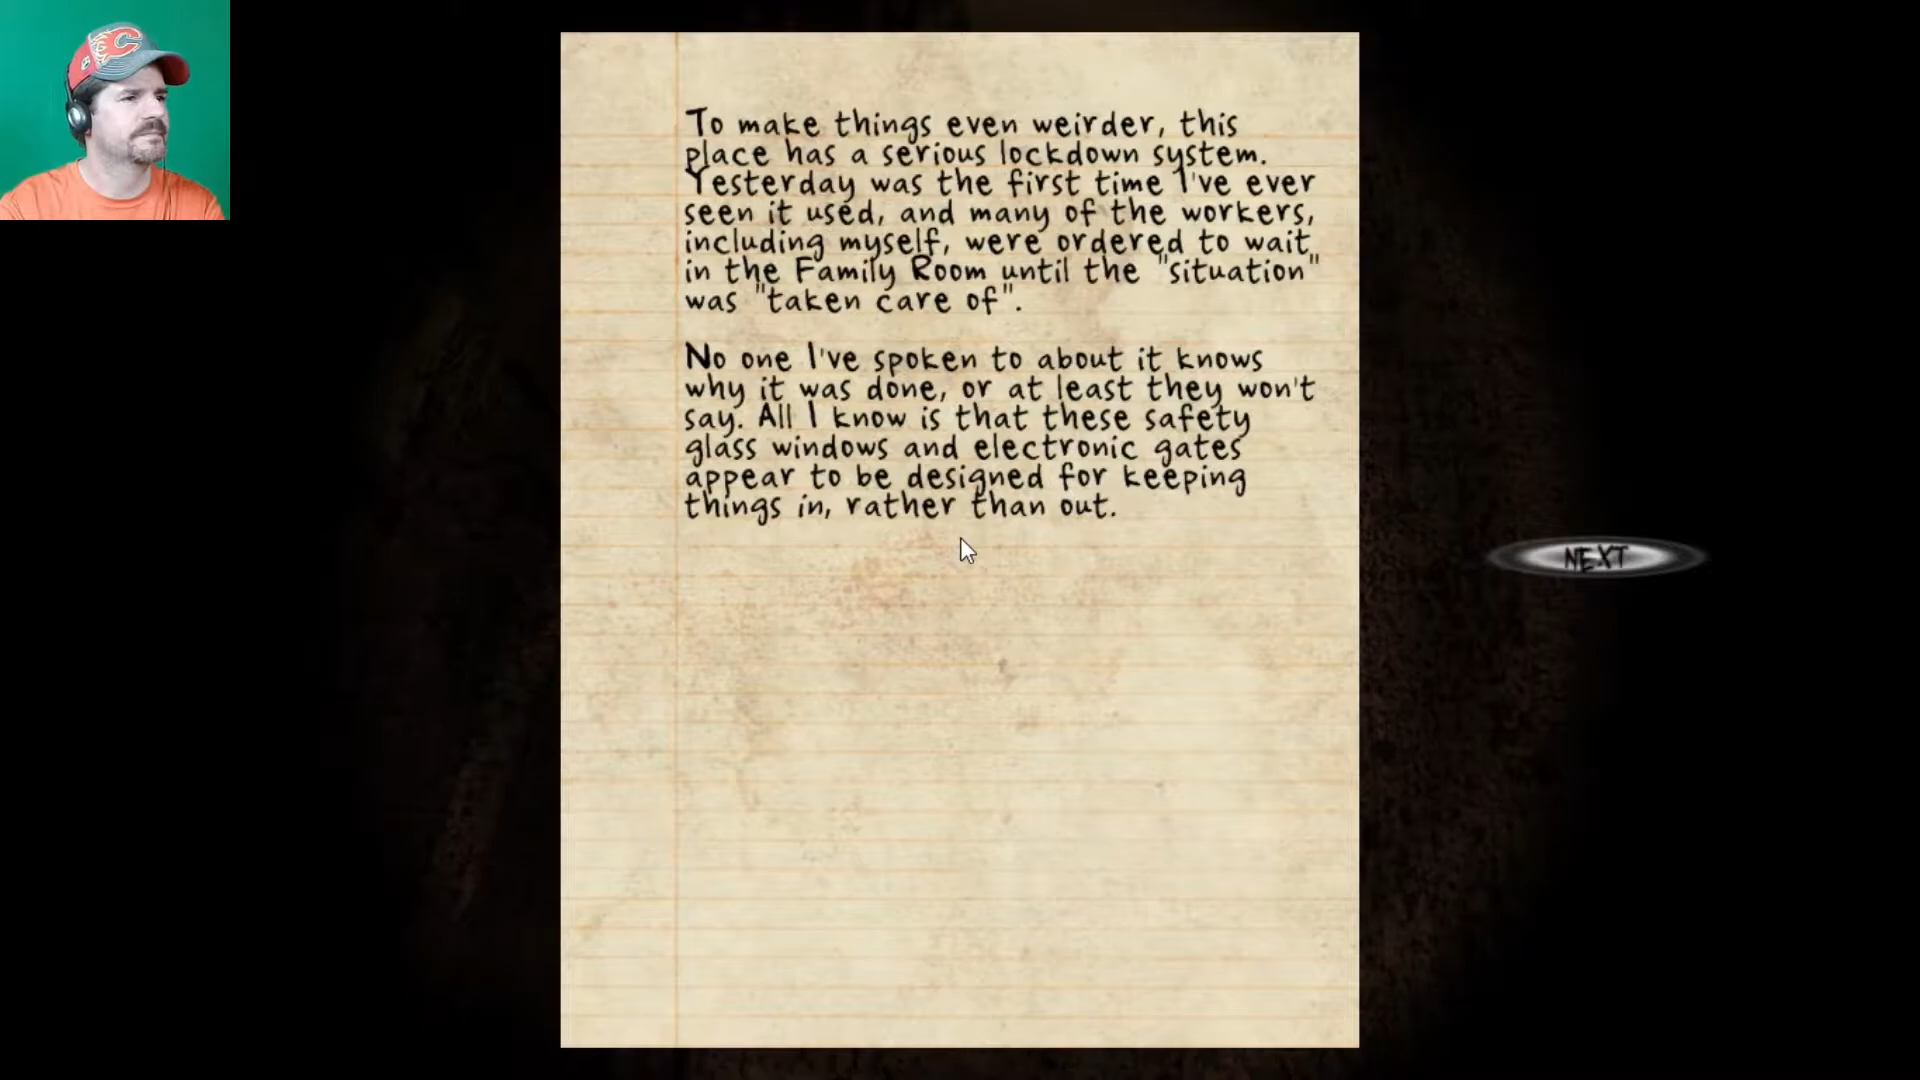 To make things even weirder, this
place has a serious lockdown system.
Yesterday was the first time I've ever
seen it used, and many of the workers,
including myself, were ordered to wait
in the Family Room until the "situation"
was "taken care of".
No one I've spoken to about it knows
why it was done, or at least they won't
say. All I know is that these safety
glass windows and electronic gates
appear to be designed for keeping
things in, rather than out.
NEXT